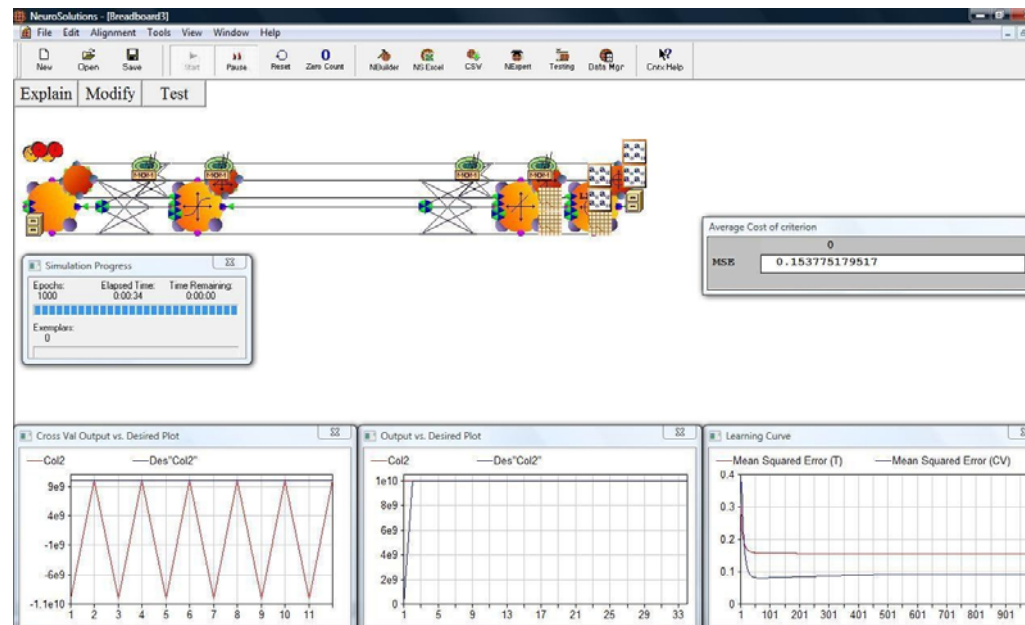 NeuroSolutions - [Breadboard3]
File Edit Alignment Tools View Window Help
New Open Save Start Pause Reset Zero Count NBuilder NS Excel CSV NExpert Testing Data Mgr Cntx Help
Explain Modify Test
MOM MOM MOM MOM
Average Cost of criterion
0
MSE 0.153775179517
Simulation Progress
Epochs: Elapsed Time: Time Remaining:
1000 0:00:34 0:00:00
Exemplars:
0
Cross Val Output vs. Desired Plot
Col2 Des"Col2"
9e9
4e9
-1e9
-6e9
-1.1e10
1 2 3 4 5 6 7 8 9 10 11
Output vs. Desired Plot
Col2 Des"Col2"
1e10
8e9
6e9
4e9
2e9
0
1 5 9 13 17 21 25 29 33
Learning Curve
Mean Squared Error (T) Mean Squared Error (CV)
0.4
0.3
0.2
0.1
0
1 101 201 301 401 501 601 701 801 901